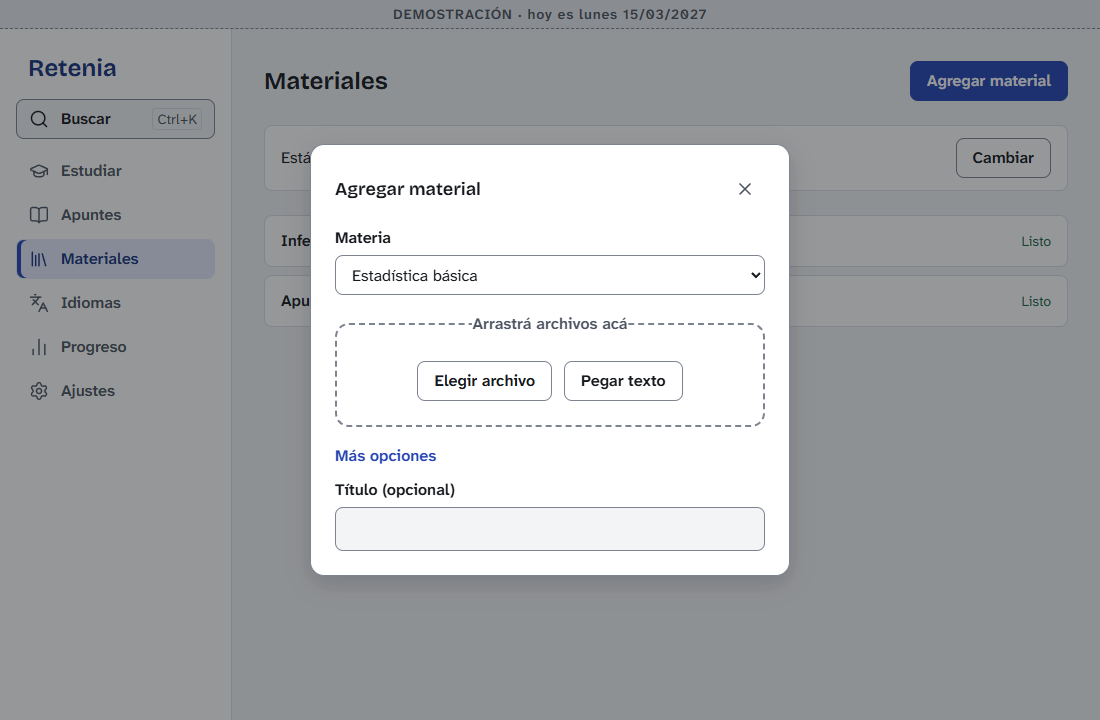 DEMOSTRACIÓN · hoy es lunes 15/03/2027
Retenia
Buscar Ctrl+K
Estudiar
Apuntes
Materiales
Idiomas
Progreso
Ajustes
Materiales
Agregar material
Cambiar
Listo
Listo
Agregar material
Materia
Estadística básica
Arrastrá archivos acá
Elegir archivo Pegar texto
Más opciones
Título (opcional)